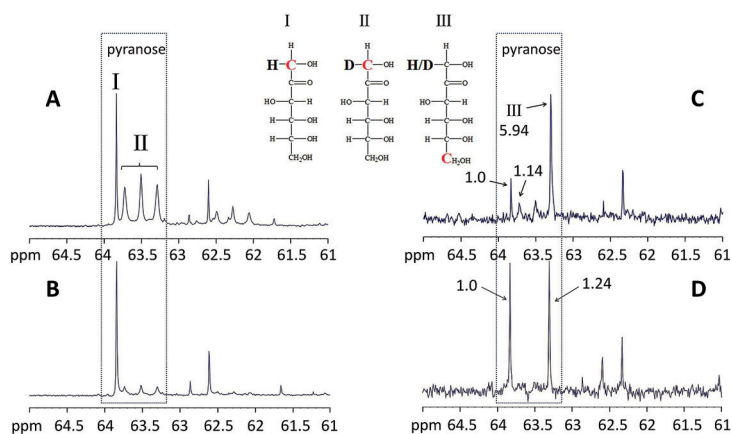 I II III
pyranose
pyranose
H H H
H C OH D C OH H/D OH
O O O
HO H HO H HO H
H OH H OH H OH
H OH H OH H OH
CH₂OH CH₂OH CH₂OH
A
I
II
C
III
5.94
1.0
1.14
ppm 64.5 64 63.5 63 62.5 62 61.5 61
ppm 64.5 64 63.5 63 62.5 62 61.5 61
B
D
1.0
1.24
ppm 64.5 64 63.5 63 62.5 62 61.5 61
ppm 64.5 64 63.5 63 62.5 62 61.5 61